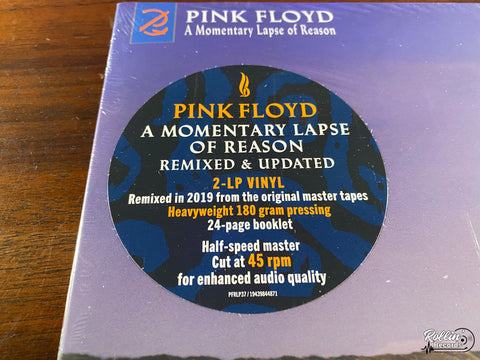 PINK FLOYD
A Momentary Lapse of Reason
PINK FLOYD
A MOMENTARY LAPSE
OF REASON
REMIXED & UPDATED
2-LP VINYL
Remixed in 2019 from the original master tapes
Heavyweight 180 gram pressing
24-page booklet
Half-speed master
Cut at 45 rpm
for enhanced audio quality
PFRLP37 / 19439844871
Rollin'
Records